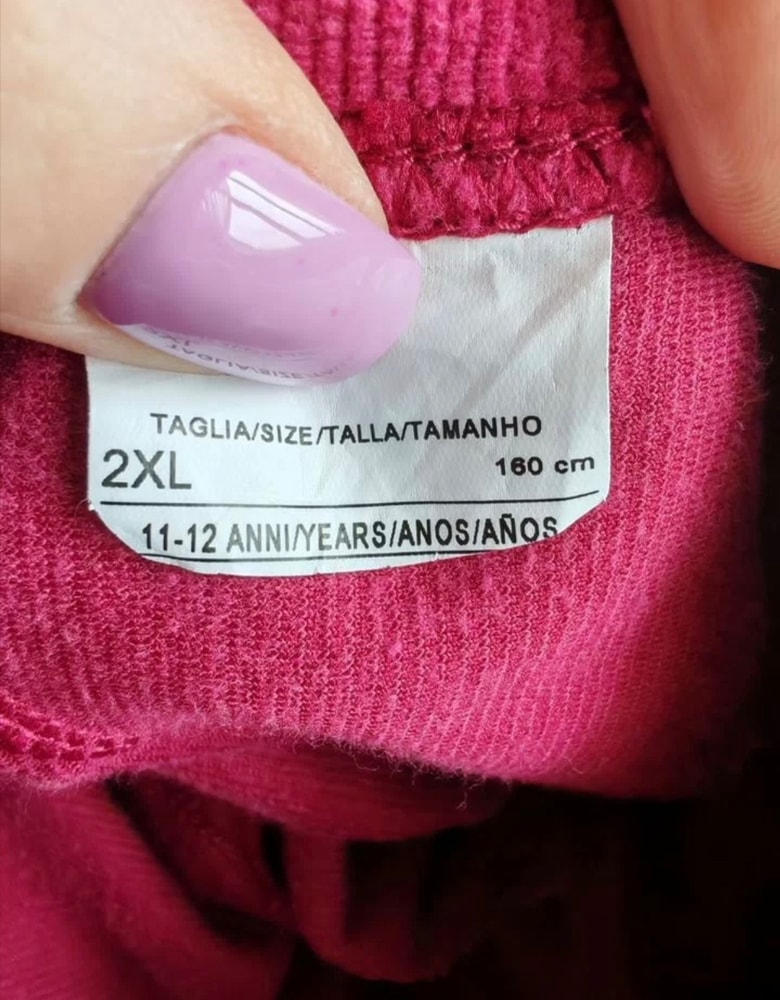 TAGLIA/SIZE/TALLA/TAMANHO
2XL 160 cm
11-12 ANNI/YEARS/ANOS/AÑOS